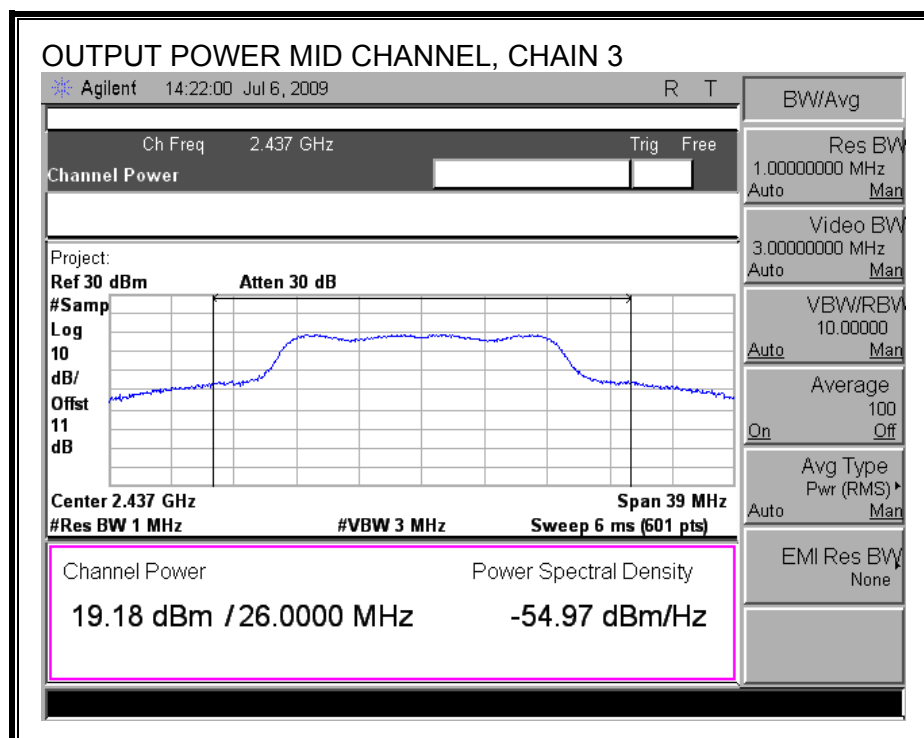 OUTPUT POWER MID CHANNEL, CHAIN 3
Agilent 14:22:00 Jul 6, 2009 R T
Ch Freq 2.437 GHz Trig Free
Channel Power
Project:
Ref 30 dBm Atten 30 dB
#Samp
Log
10
dB/
Offst
11
dB
Center 2.437 GHz Span 39 MHz
#Res BW 1 MHz #VBW 3 MHz Sweep 6 ms (601 pts)
Channel Power Power Spectral Density
19.18 dBm / 26.0000 MHz -54.97 dBm/Hz
BW/Avg
Res BW
1.00000000 MHz
Auto Man
Video BW
3.00000000 MHz
Auto Man
VBW/RBW
10.00000
Auto Man
Average
100
On Off
Avg Type
Pwr (RMS)
Auto Man
EMI Res BW
None